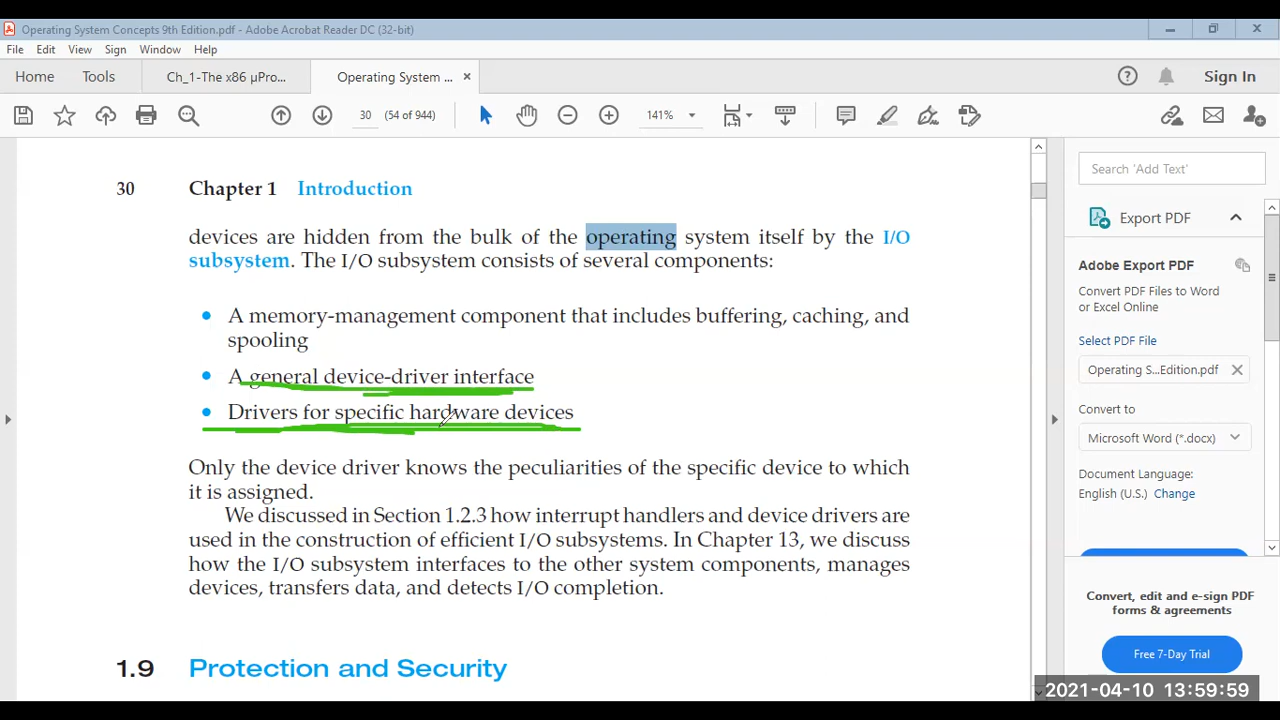 Operating System Concepts 9th Edition.pdf - Adobe Acrobat Reader DC (32-bit)
File Edit View Sign Window Help
Home Tools Ch_1-The x86 µPro... Operating System ... × Sign In
30 (54 of 944) 141%
Search 'Add Text'
30 Chapter 1 Introduction
Export PDF
devices are hidden from the bulk of the operating system itself by the I/O
subsystem. The I/O subsystem consists of several components:
• A memory-management component that includes buffering, caching, and
spooling
• A general device-driver interface
• Drivers for specific hardware devices
Only the device driver knows the peculiarities of the specific device to which
it is assigned.
We discussed in Section 1.2.3 how interrupt handlers and device drivers are
used in the construction of efficient I/O subsystems. In Chapter 13, we discuss
how the I/O subsystem interfaces to the other system components, manages
devices, transfers data, and detects I/O completion.
1.9 Protection and Security
Adobe Export PDF
Convert PDF Files to Word
or Excel Online
Select PDF File
Operating S...Edition.pdf ×
Convert to
Microsoft Word (*.docx)
Document Language:
English (U.S.) Change
Convert, edit and e-sign PDF
forms & agreements
Free 7-Day Trial
2021-04-10 13:59:59